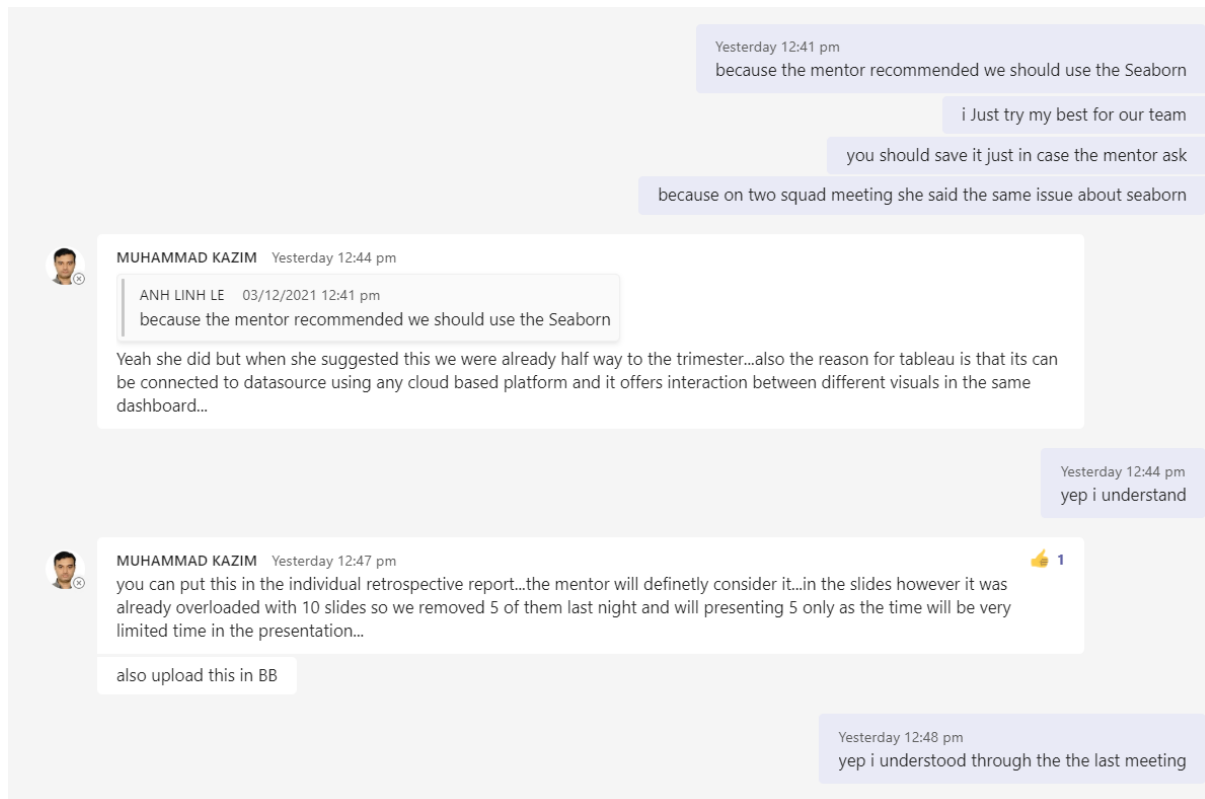 Yesterday 12:41 pm
because the mentor recommended we should use the Seaborn
i Just try my best for our team
you should save it just in case the mentor ask
because on two squad meeting she said the same issue about seaborn
MUHAMMAD KAZIM Yesterday 12:44 pm
ANH LINH LE 03/12/2021 12:41 pm
because the mentor recommended we should use the Seaborn
Yeah she did but when she suggested this we were already half way to the trimester...also the reason for tableau is that its can
be connected to datasource using any cloud based platform and it offers interaction between different visuals in the same
dashboard...
Yesterday 12:44 pm
yep i understand
MUHAMMAD KAZIM Yesterday 12:47 pm
👍 1
you can put this in the individual retrospective report...the mentor will definetly consider it...in the slides however it was
already overloaded with 10 slides so we removed 5 of them last night and will presenting 5 only as the time will be very
limited time in the presentation...
also upload this in BB
Yesterday 12:48 pm
yep i understood through the the last meeting